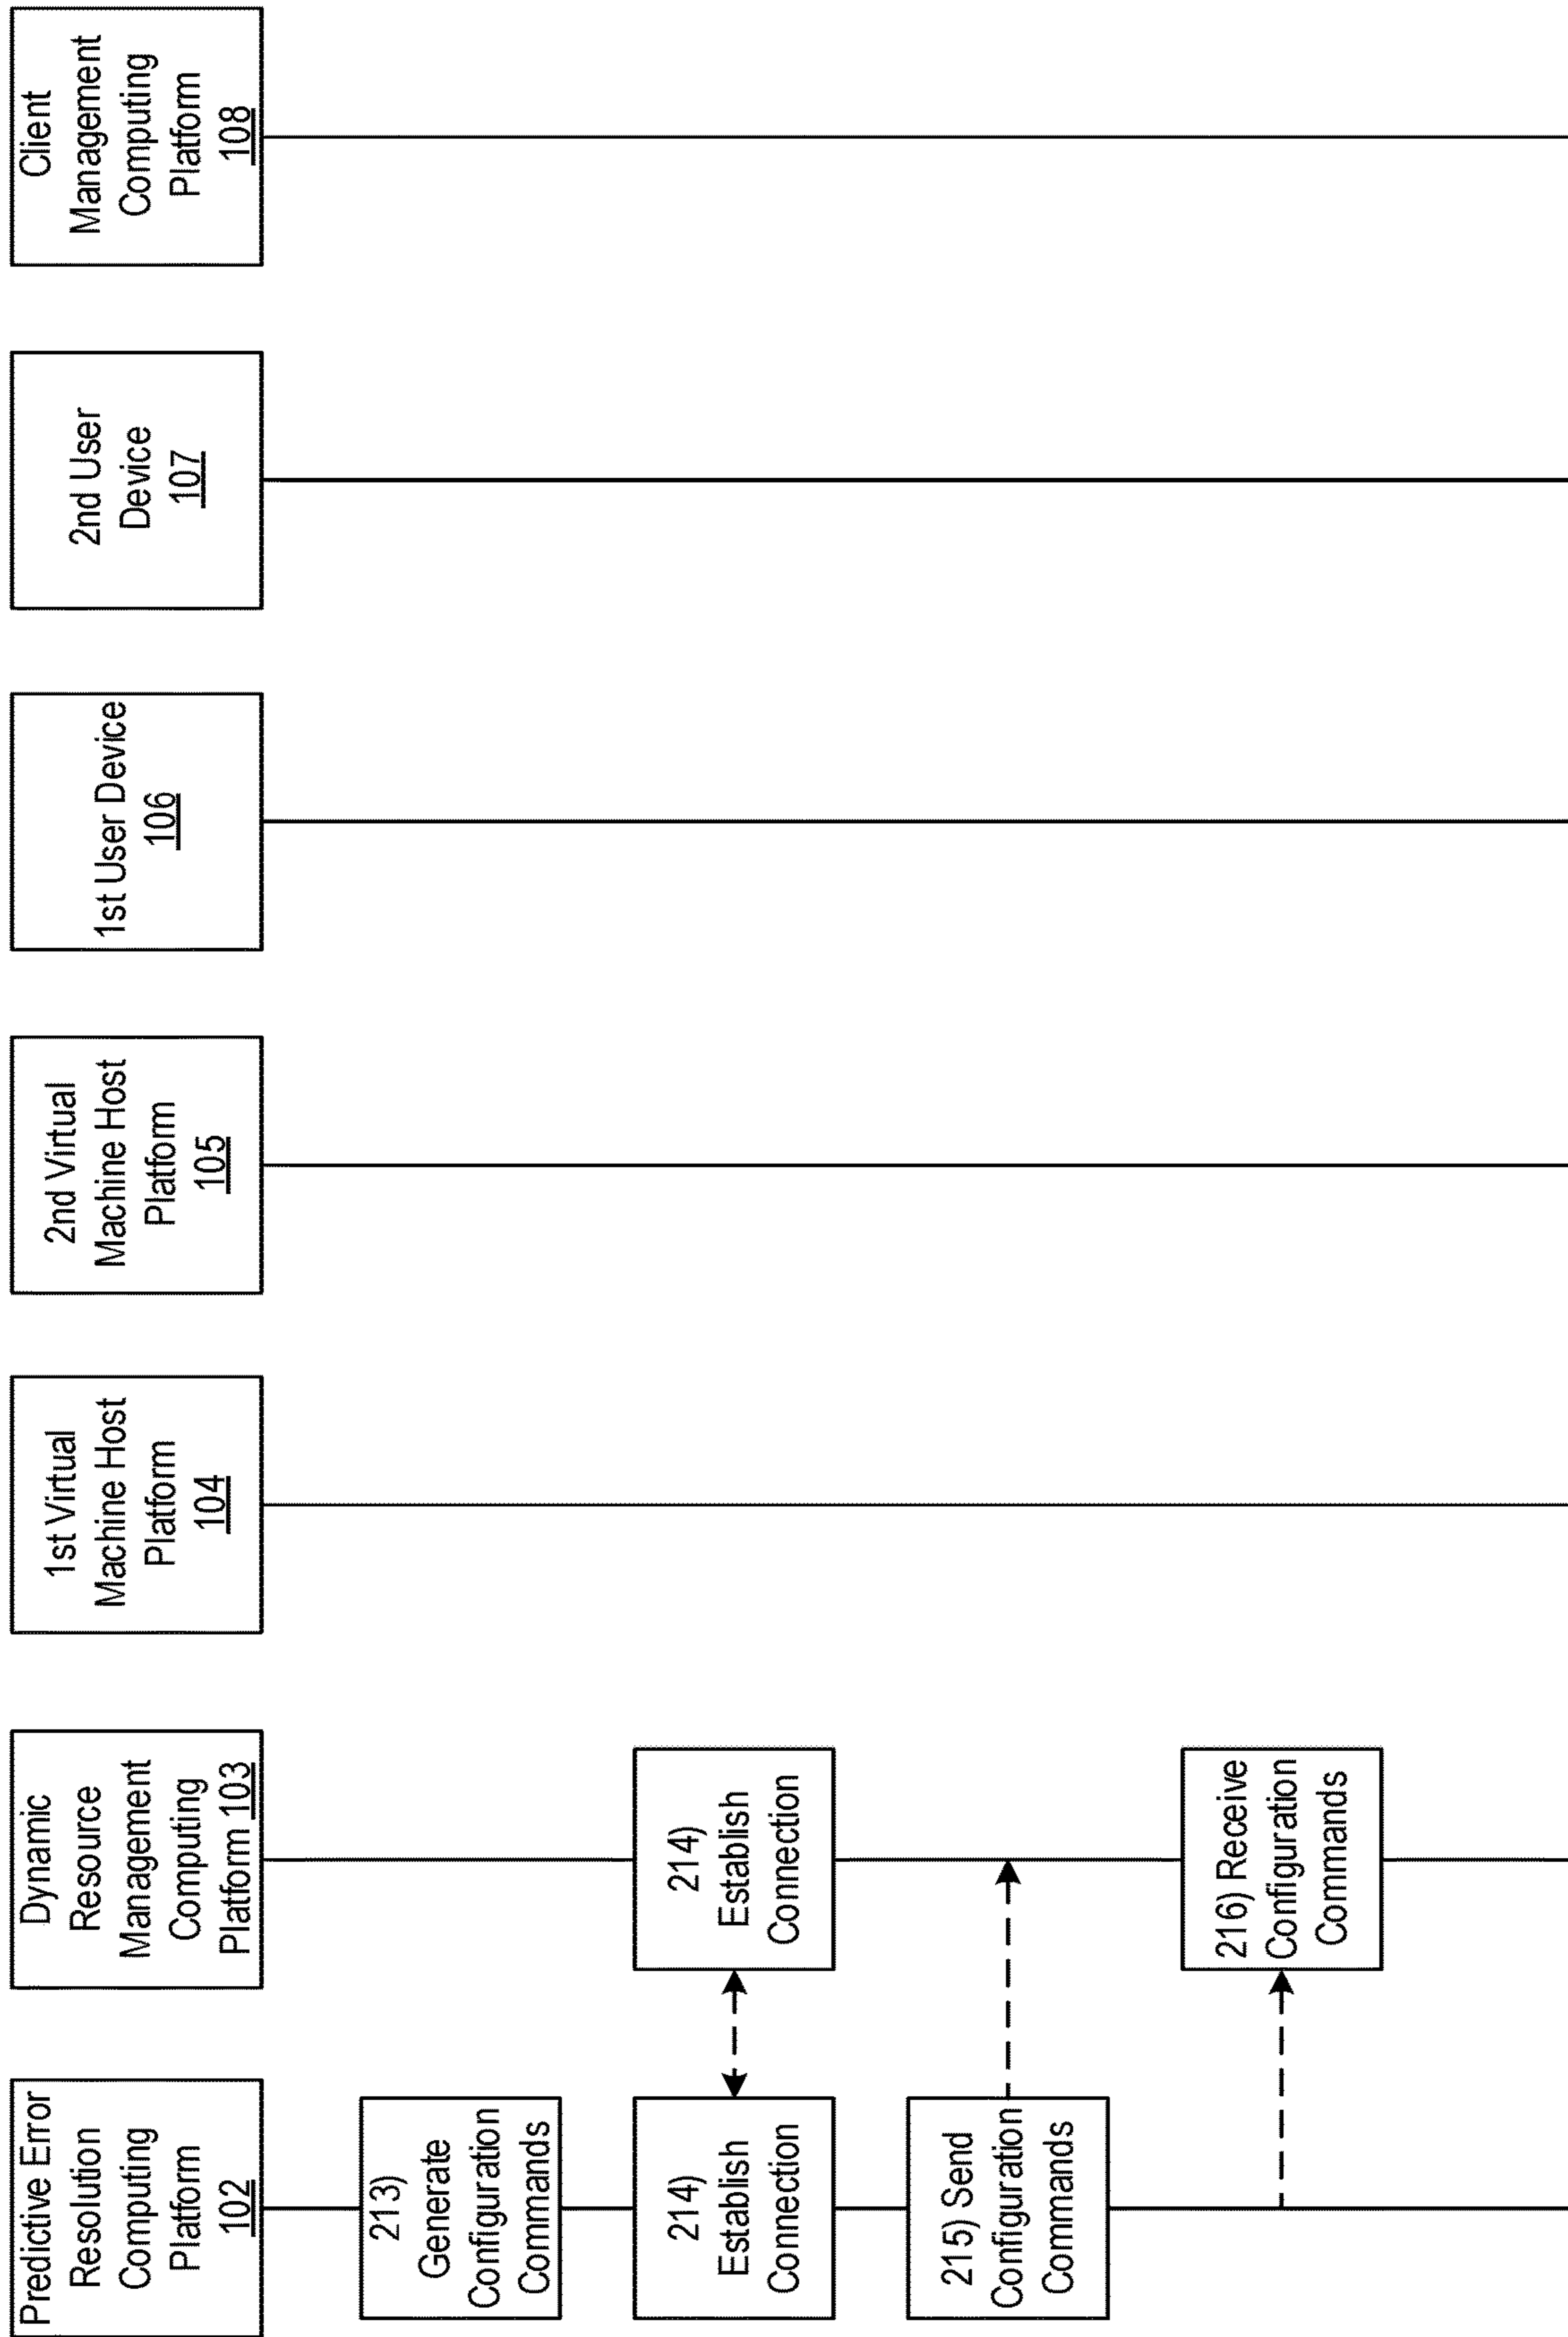 Predictive Error
Resolution
Computing
Platform
102
Dynamic
Resource
Management
Computing
Platform 103
1st Virtual
Machine Host
Platform
104
2nd Virtual
Machine Host
Platform
105
1st User Device
106
2nd User
Device
107
Client
Management
Computing
Platform
108
213)
Generate
Configuration
Commands
214)
Establish
Connection
214)
Establish
Connection
215) Send
Configuration
Commands
216) Receive
Configuration
Commands